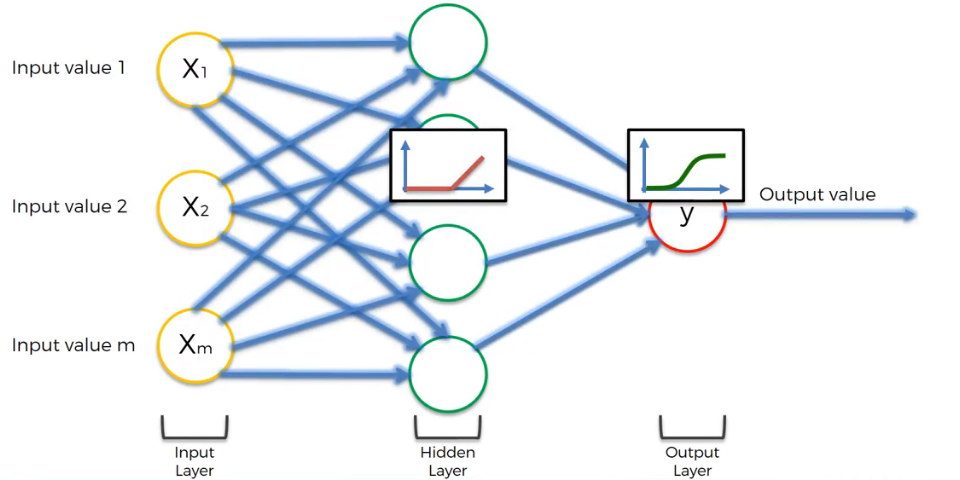 Input value 1
X1
Input value 2
X2
Input value m
Xm
y
Output value
Input
Layer
Hidden
Layer
Output
Layer